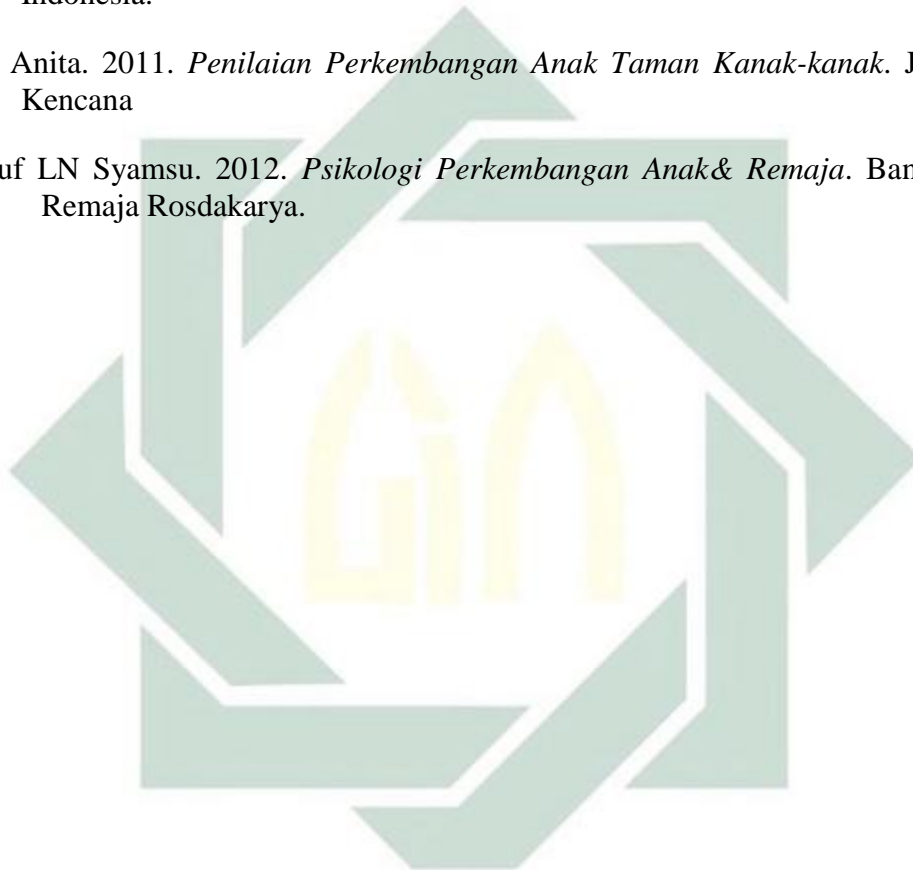 Indonesia.
Anita. 2011. Penilaian Perkembangan Anak Taman Kanak-kanak. J
Kencana
uf LN Syamsu. 2012. Psikologi Perkembangan Anak& Remaja. Ban
Remaja Rosdakarya.